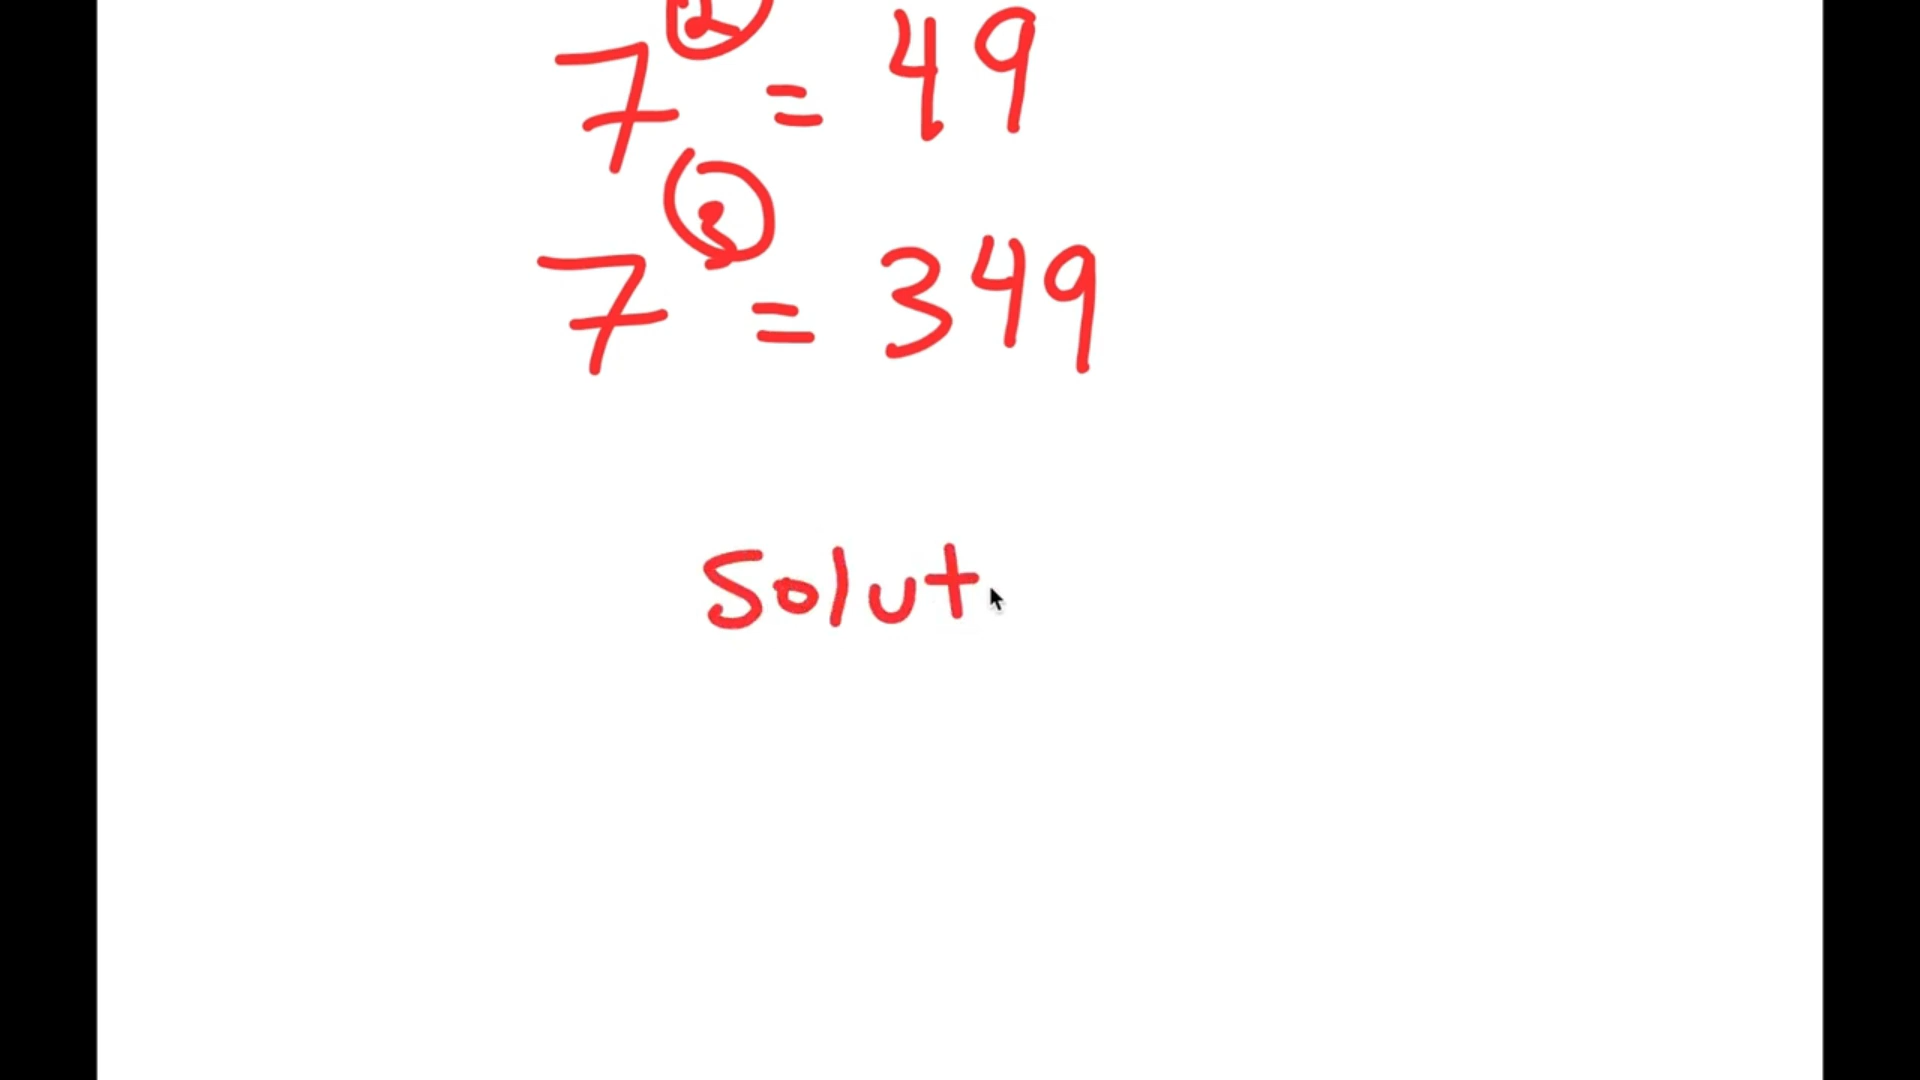 7² = 49
7³ = 349
Solut